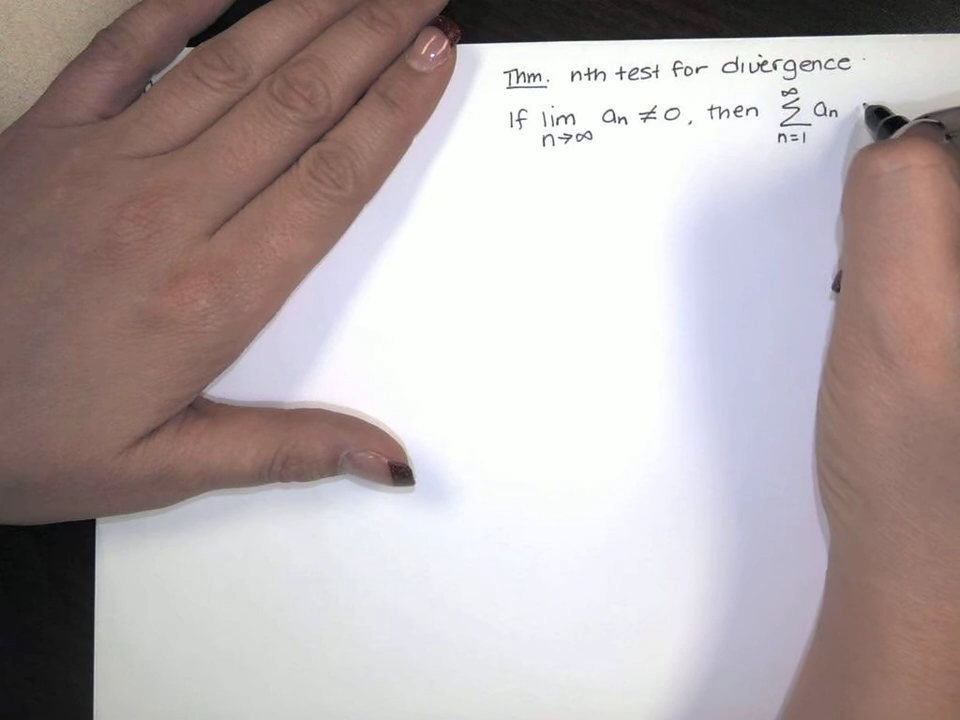 Thm. nth test for divergence
If lim n→∞ an ≠ 0, then ∞ Σ n=1 an